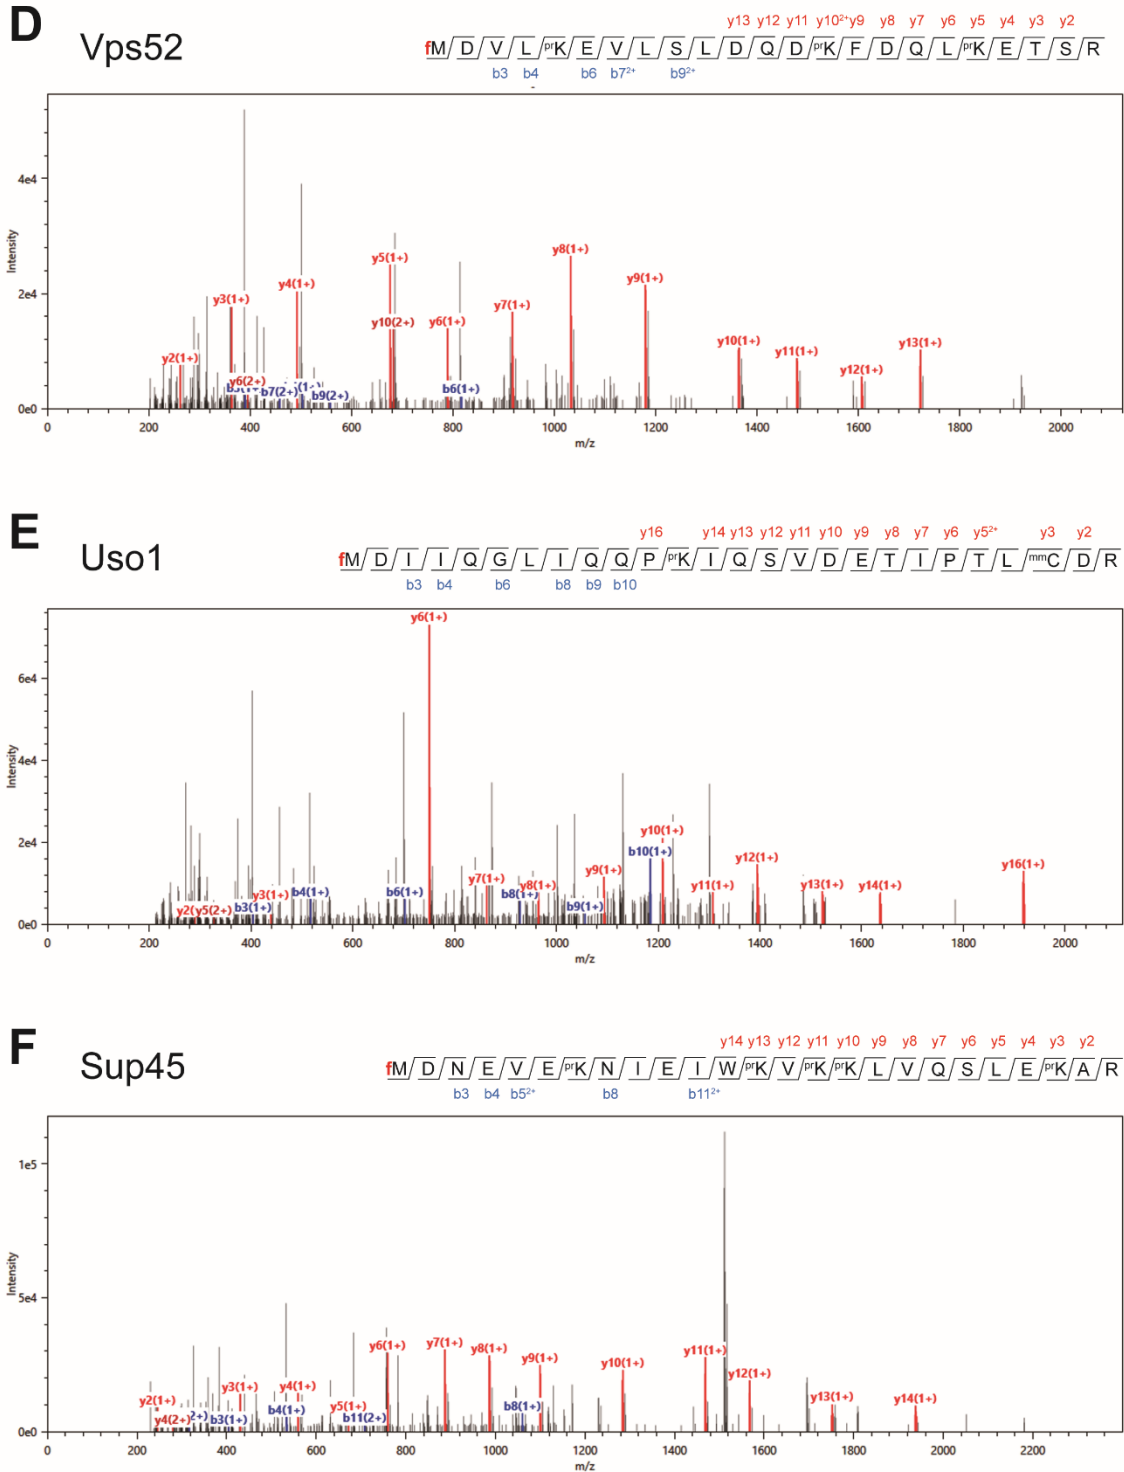 D
Vps52
y13 y12 y11 y10²⁺ y9 y8 y7 y6 y5 y4 y3 y2
fM D V L prK E V L S L D Q D prK F D Q L prK E T S R
b3 b4 b6 b7²⁺ b9²⁺
Intensity
4e4
2e4
0e0
y2(1+)
y3(1+)
y6(2+)
b7(2+)
y4(1+)
b9(2+)
y5(1+)
y10(2+)
y6(1+)
b6(1+)
y7(1+)
y8(1+)
y9(1+)
y10(1+)
y11(1+)
y12(1+)
y13(1+)
0 200 400 600 800 1000 1200 1400 1600 1800 2000
m/z
E
Uso1
y16 y14 y13 y12 y11 y10 y9 y8 y7 y6 y5²⁺ y3 y2
fM D I I Q G L I Q Q P prK I Q S V D E T I P T L mmC D R
b3 b4 b6 b8 b9 b10
Intensity
6e4
4e4
2e4
0e0
y5(2+)
b3(1+)
y3(1+)
b4(1+)
b6(1+)
y6(1+)
y7(1+)
b8(1+)
y8(1+)
b9(1+)
y9(1+)
b10(1+)
y10(1+)
y11(1+)
y12(1+)
y13(1+)
y14(1+)
y16(1+)
0 200 400 600 800 1000 1200 1400 1600 1800 2000
m/z
F
Sup45
y14 y13 y12 y11 y10 y9 y8 y7 y6 y5 y4 y3 y2
fM D N E V E prK N I E I W prK V prK prK L V Q S L E prK A R
b3 b4 b5²⁺ b8 b11²⁺
Intensity
1e5
5e4
0e0
y2(1+)
y4(2+)
b3(1+)
y3(1+)
b4(1+)
y4(1+)
y5(1+)
b11(2+)
y6(1+)
y7(1+)
y8(1+)
b8(1+)
y9(1+)
y10(1+)
y11(1+)
y12(1+)
y13(1+)
y14(1+)
0 200 400 600 800 1000 1200 1400 1600 1800 2000 2200
m/z